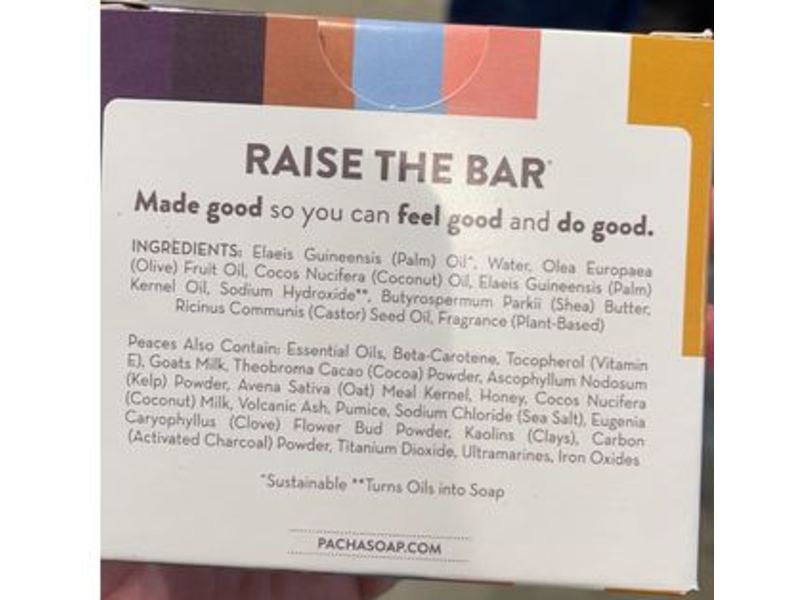 RAISE THE BAR*
Made good so you can feel good and do good.
INGREDIENTS: Elaeis Guineensis (Palm) Oil*, Water, Olea Europaea
(Olive) Fruit Oil, Cocos Nucifera (Coconut) Oil, Elaeis Guineensis (Palm)
Kernel Oil, Sodium Hydroxide**, Butyrospermum Parkii (Shea) Butter,
Ricinus Communis (Castor) Seed Oil, Fragrance (Plant-Based)
Peaces Also Contain: Essential Oils, Beta-Carotene, Tocopherol (Vitamin
E), Goats Milk, Theobroma Cacao (Cocoa) Powder, Ascophyllum Nodosum
(Kelp) Powder, Avena Sativa (Oat) Meal Kernel, Honey, Cocos Nucifera
(Coconut) Milk, Volcanic Ash, Pumice, Sodium Chloride (Sea Salt), Eugenia
Caryophyllus (Clove) Flower Bud Powder, Kaolins (Clays), Carbon
(Activated Charcoal) Powder, Titanium Dioxide, Ultramarines, Iron Oxides
*Sustainable **Turns Oils into Soap
PACHASOAP.COM